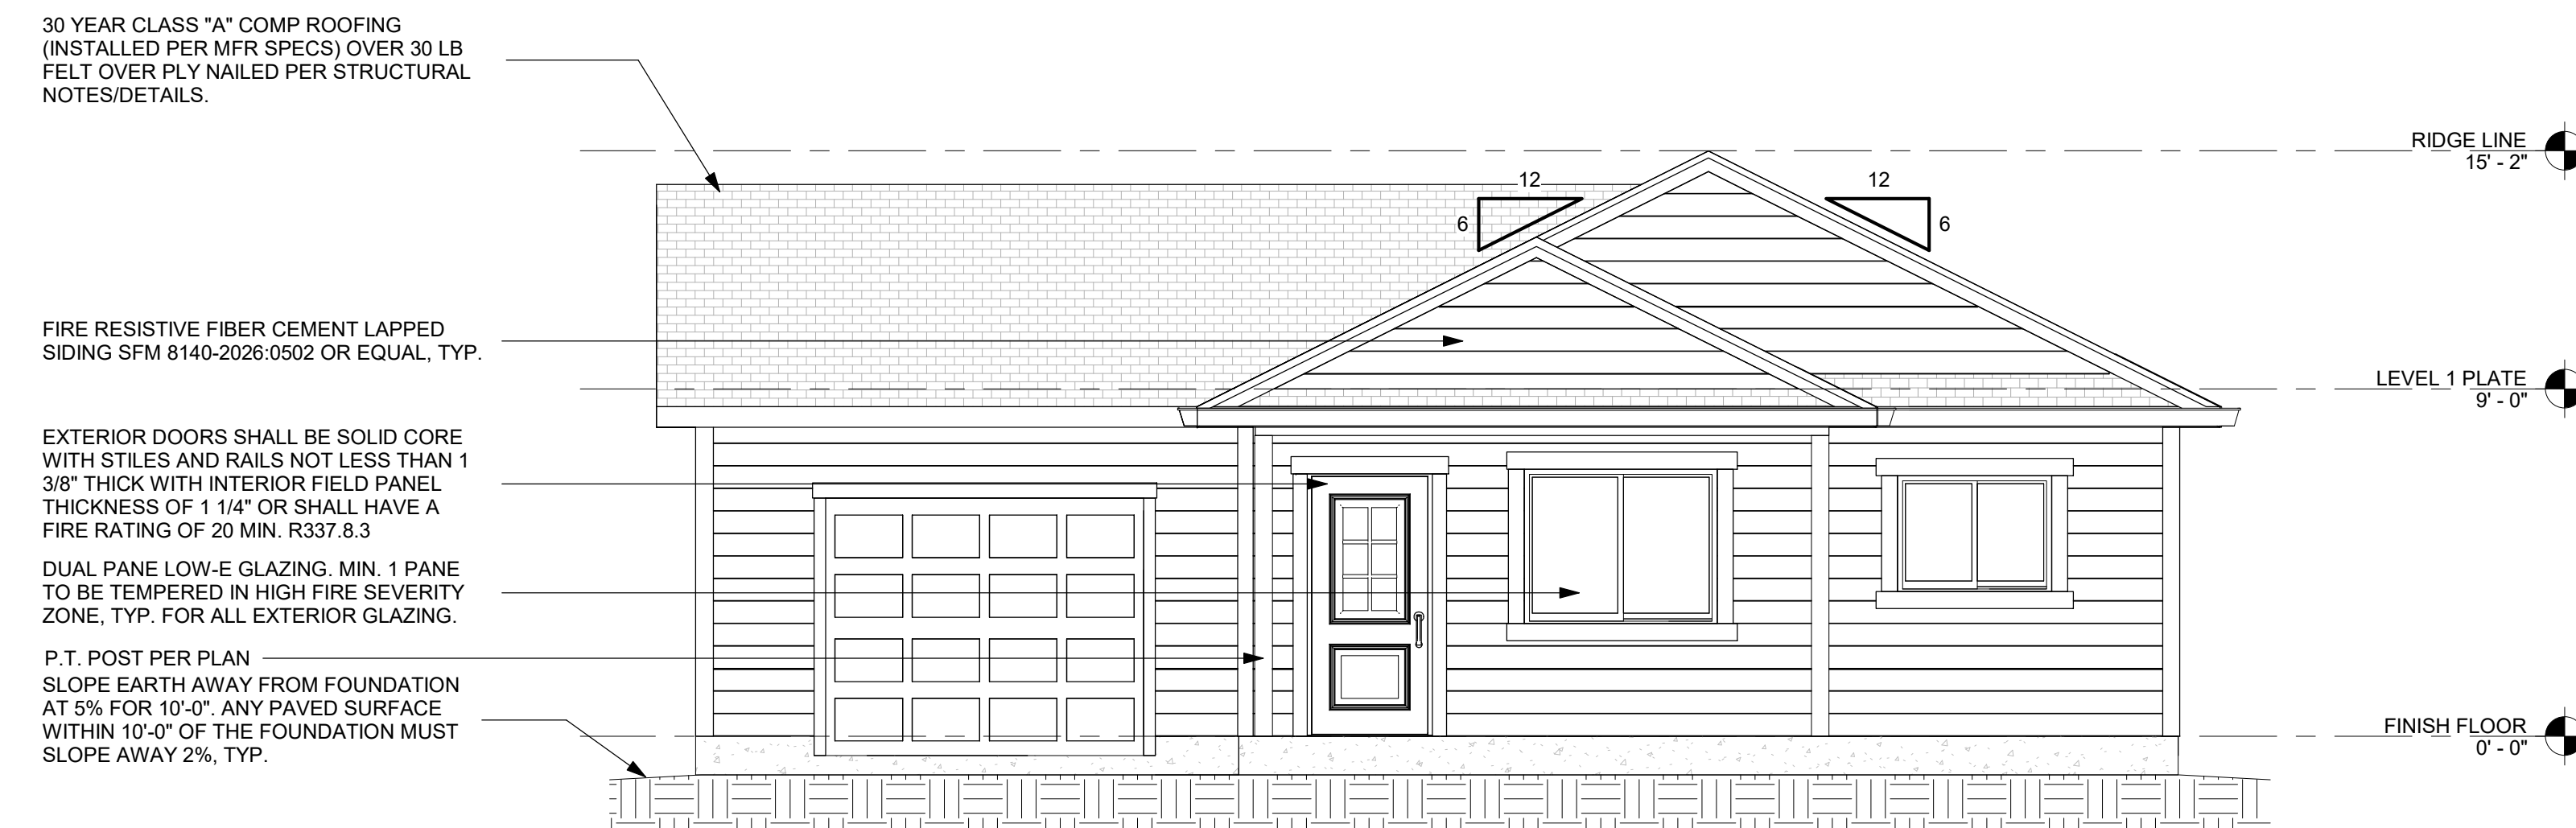 30 YEAR CLASS "A" COMP ROOFING
(INSTALLED PER MFR SPECS) OVER 30 LB
FELT OVER PLY NAILED PER STRUCTURAL
NOTES/DETAILS.
RIDGE LINE
15' - 2"
12
6
12
6
FIRE RESISTIVE FIBER CEMENT LAPPED
SIDING SFM 8140-2026:0502 OR EQUAL, TYP.
LEVEL 1 PLATE
9' - 0"
EXTERIOR DOORS SHALL BE SOLID CORE
WITH STILES AND RAILS NOT LESS THAN 1
3/8" THICK WITH INTERIOR FIELD PANEL
THICKNESS OF 1 1/4" OR SHALL HAVE A
FIRE RATING OF 20 MIN. R337.8.3
DUAL PANE LOW-E GLAZING. MIN. 1 PANE
TO BE TEMPERED IN HIGH FIRE SEVERITY
ZONE, TYP. FOR ALL EXTERIOR GLAZING.
P.T. POST PER PLAN
SLOPE EARTH AWAY FROM FOUNDATION
AT 5% FOR 10'-0". ANY PAVED SURFACE
WITHIN 10'-0" OF THE FOUNDATION MUST
SLOPE AWAY 2%, TYP.
FINISH FLOOR
0' - 0"